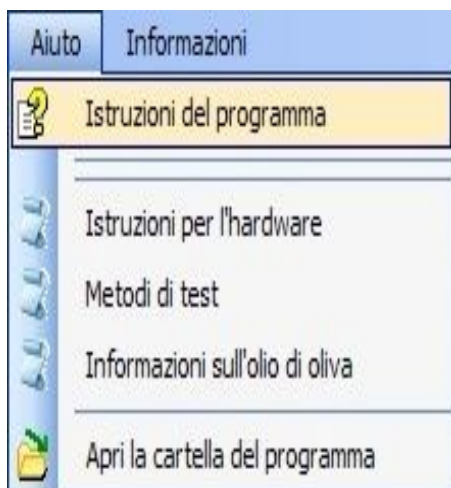 Aiuto Informazioni
Istruzioni del programma
Istruzioni per l'hardware
Metodi di test
Informazioni sull'olio di oliva
Apri la cartella del programma